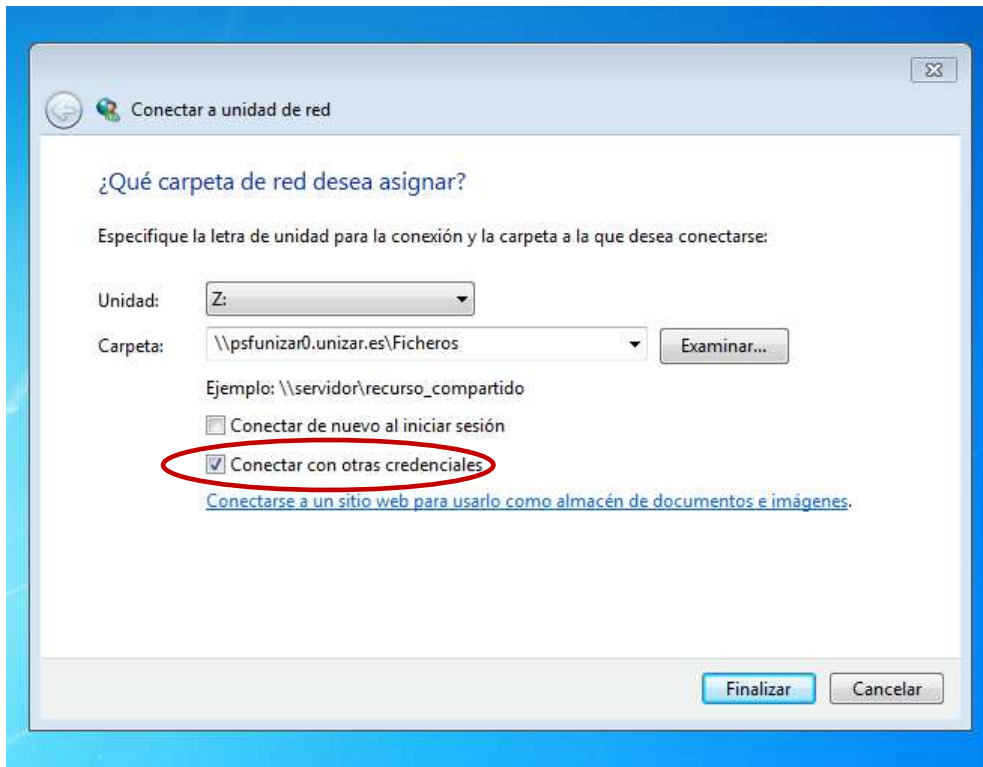 Conectar a unidad de red
¿Qué carpeta de red desea asignar?
Especifique la letra de unidad para la conexión y la carpeta a la que desea conectarse:
Unidad: Z:
Carpeta: \\psfunizar0.unizar.es\Ficheros Examinar...
Ejemplo: \\servidor\recurso_compartido
Conectar de nuevo al iniciar sesión
Conectar con otras credenciales
Conectarse a un sitio web para usarlo como almacén de documentos e imágenes.
Finalizar Cancelar